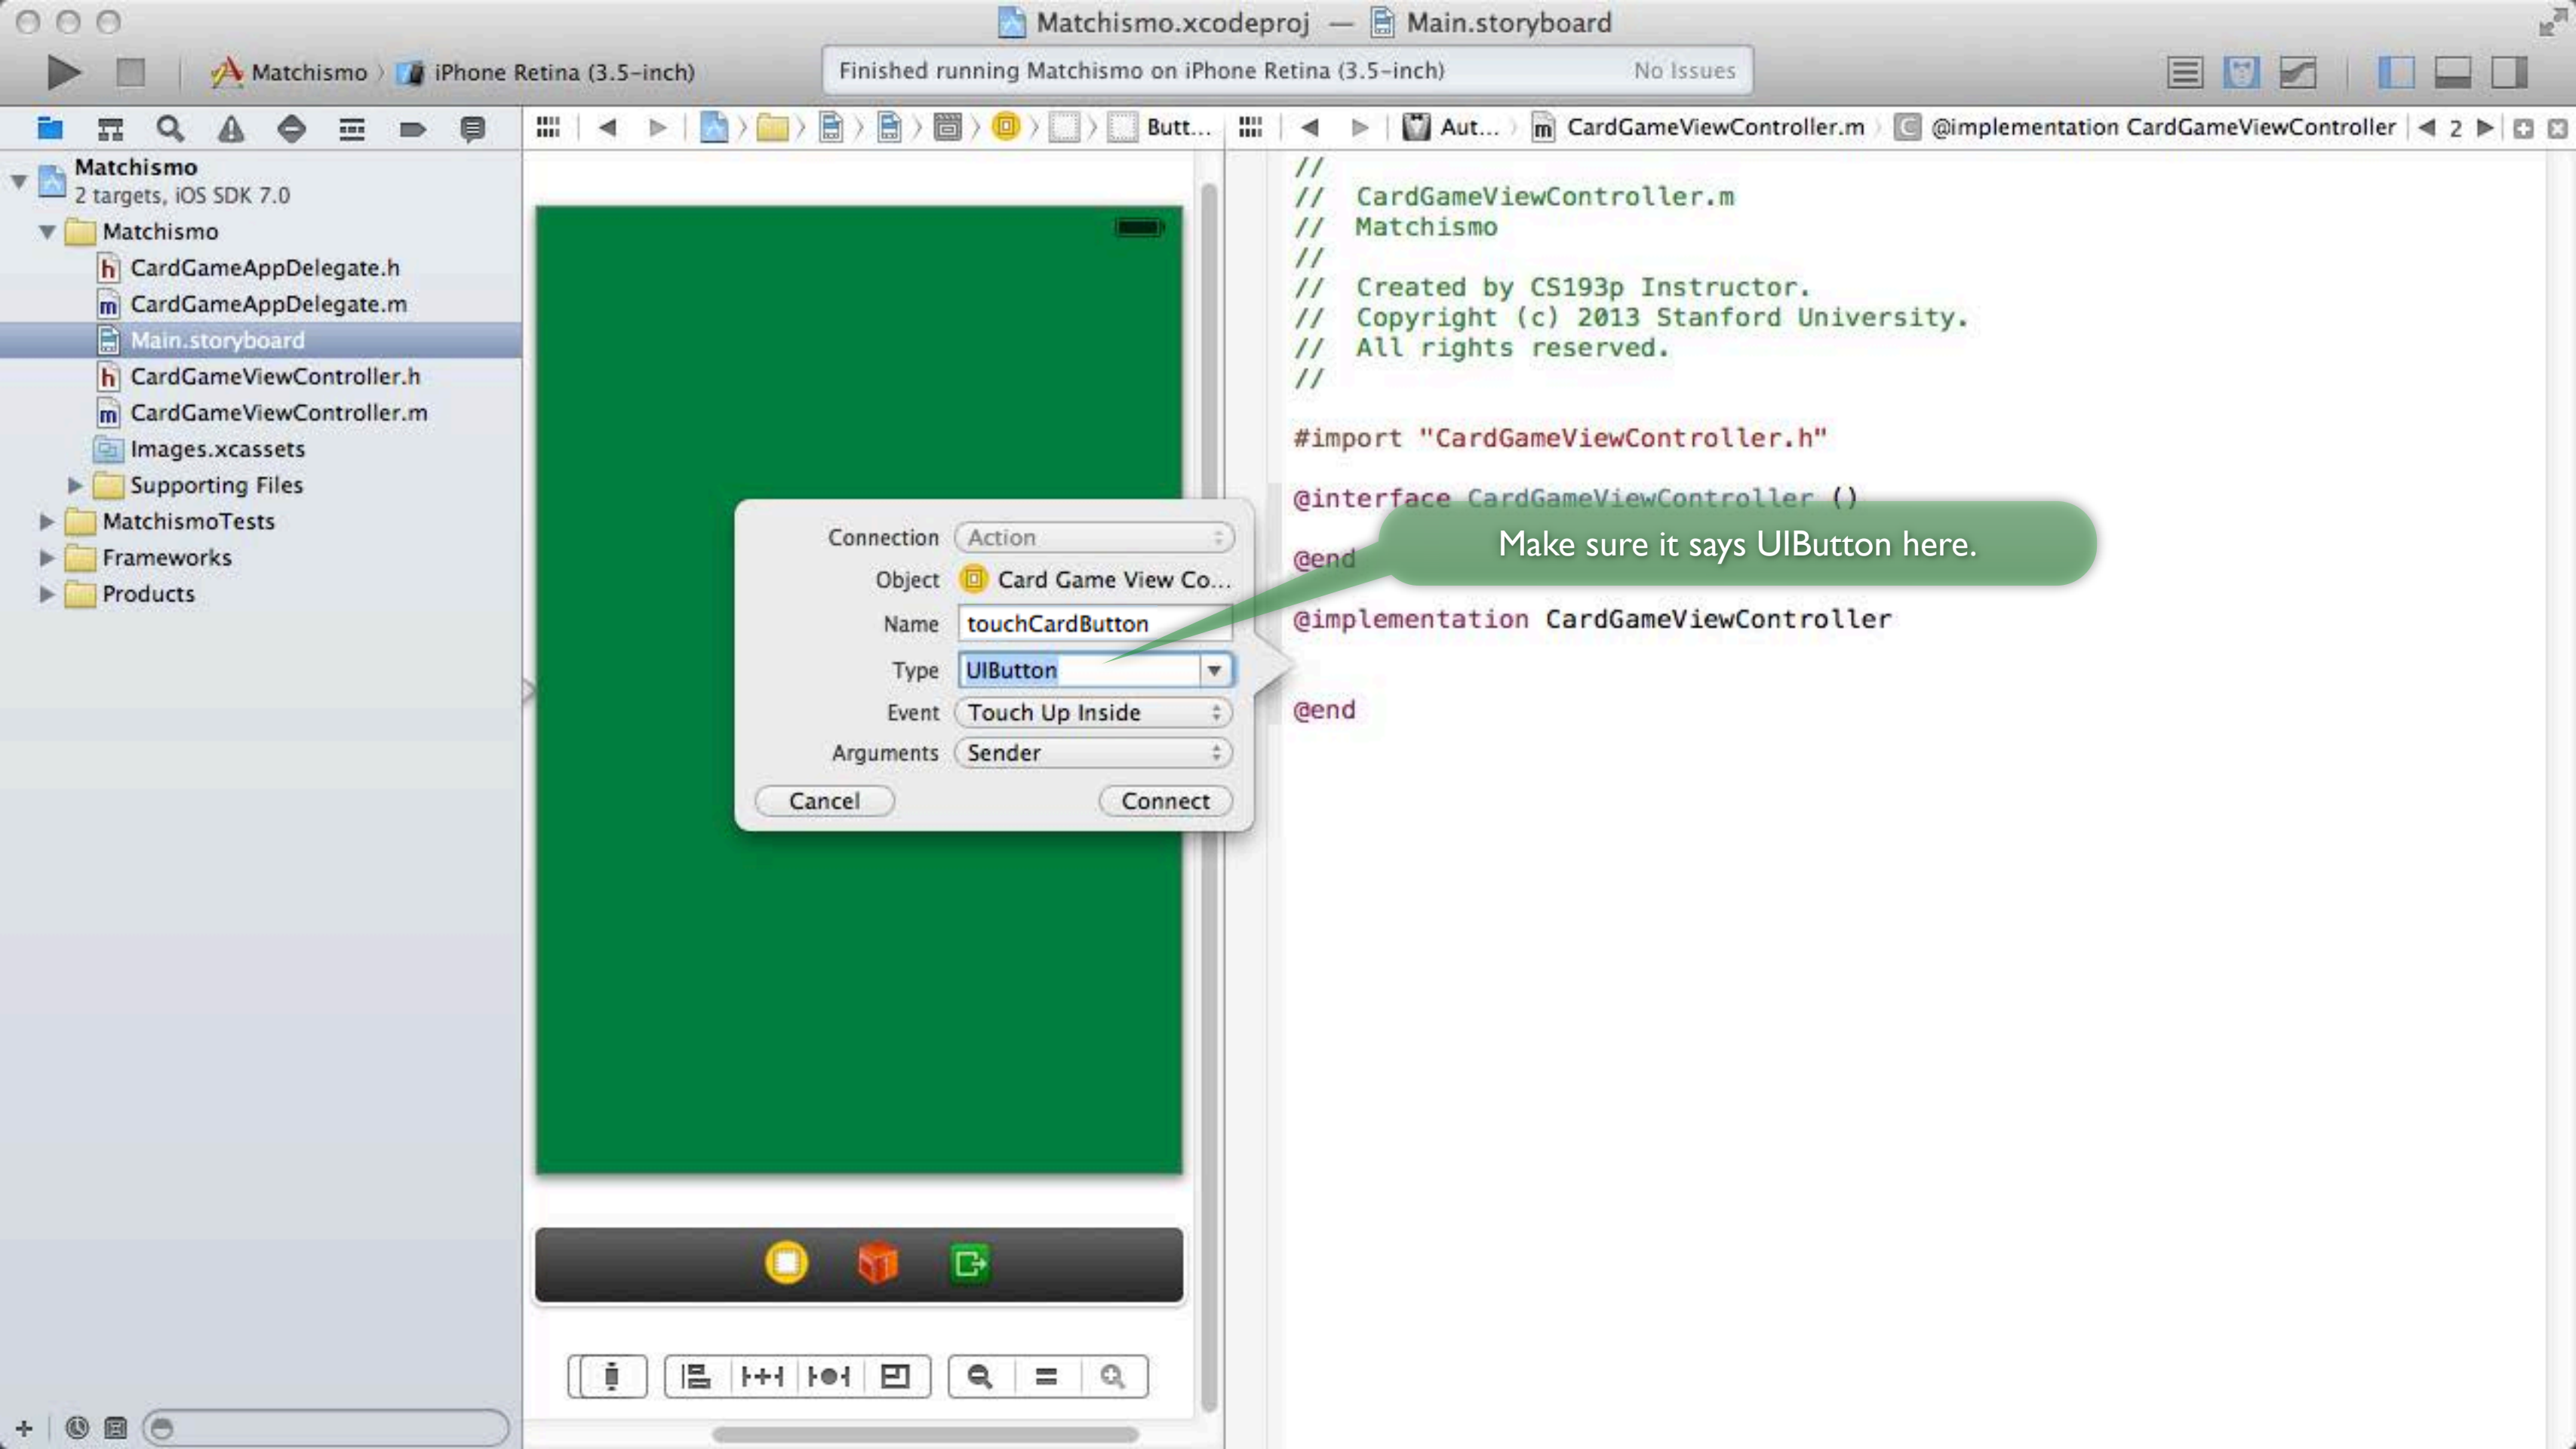 Matchismo.xcodeproj — Main.storyboard
Matchismo
iPhone Retina (3.5-inch)
Finished running Matchismo on iPhone Retina (3.5-inch)
No Issues
Butt...
Aut...
CardGameViewController.m
@implementation CardGameViewController
2
Matchismo
2 targets, iOS SDK 7.0
Matchismo
CardGameAppDelegate.h
CardGameAppDelegate.m
Main.storyboard
CardGameViewController.h
CardGameViewController.m
Images.xcassets
Supporting Files
MatchismoTests
Frameworks
Products
Connection Action
Object Card Game View Co...
Name touchCardButton
Type UIButton
Event Touch Up Inside
Arguments Sender
Cancel Connect
//
// CardGameViewController.m
// Matchismo
//
// Created by CS193p Instructor.
// Copyright (c) 2013 Stanford University.
// All rights reserved.
//
#import "CardGameViewController.h"
@interface CardGameViewController ()
Make sure it says UIButton here.
@end
@implementation CardGameViewController
@end